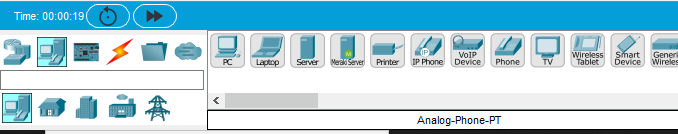 Time: 00:00:19
PC
Laptop
Server
Meraki Server
Printer
IP Phone
VoIP Device
Phone
TV
Wireless Tablet
Smart Device
Generic Wireless
Analog-Phone-PT